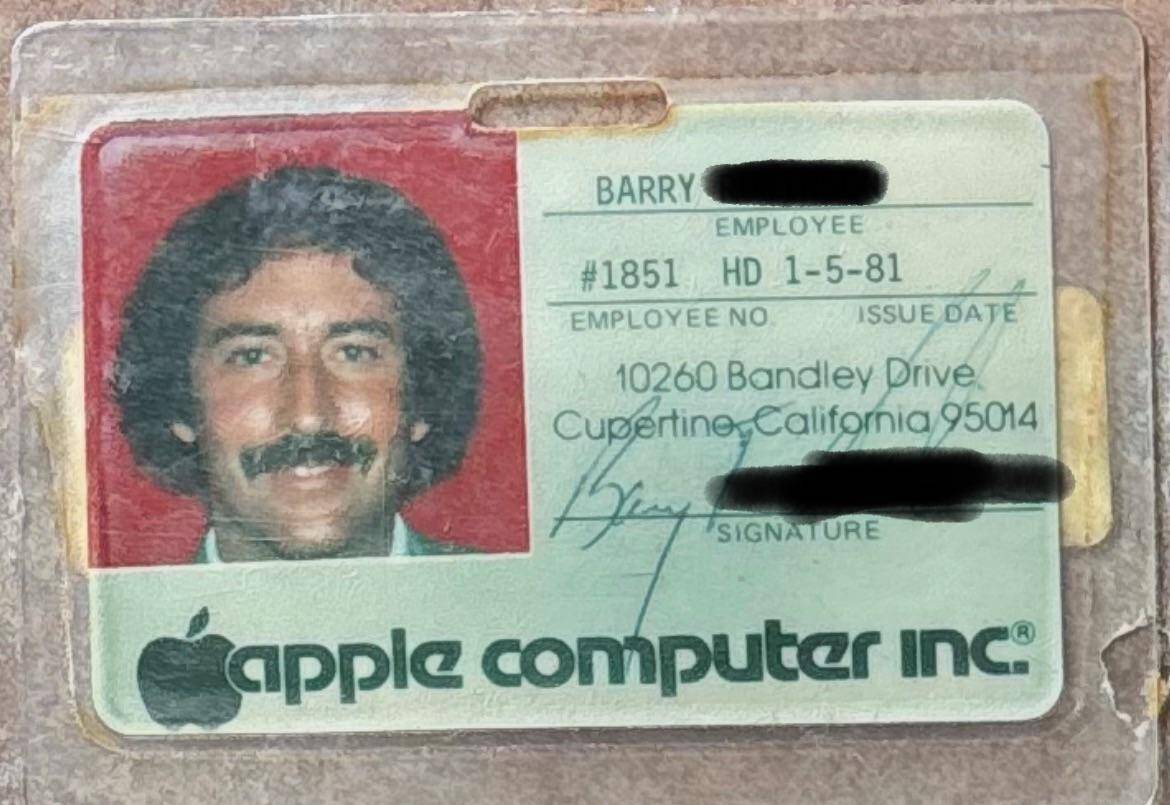 BARRY
EMPLOYEE
#1851 HD 1-5-81
EMPLOYEE NO. ISSUE DATE
10260 Bandley Drive
Cupertino, California 95014
Barry
SIGNATURE
apple computer inc.®